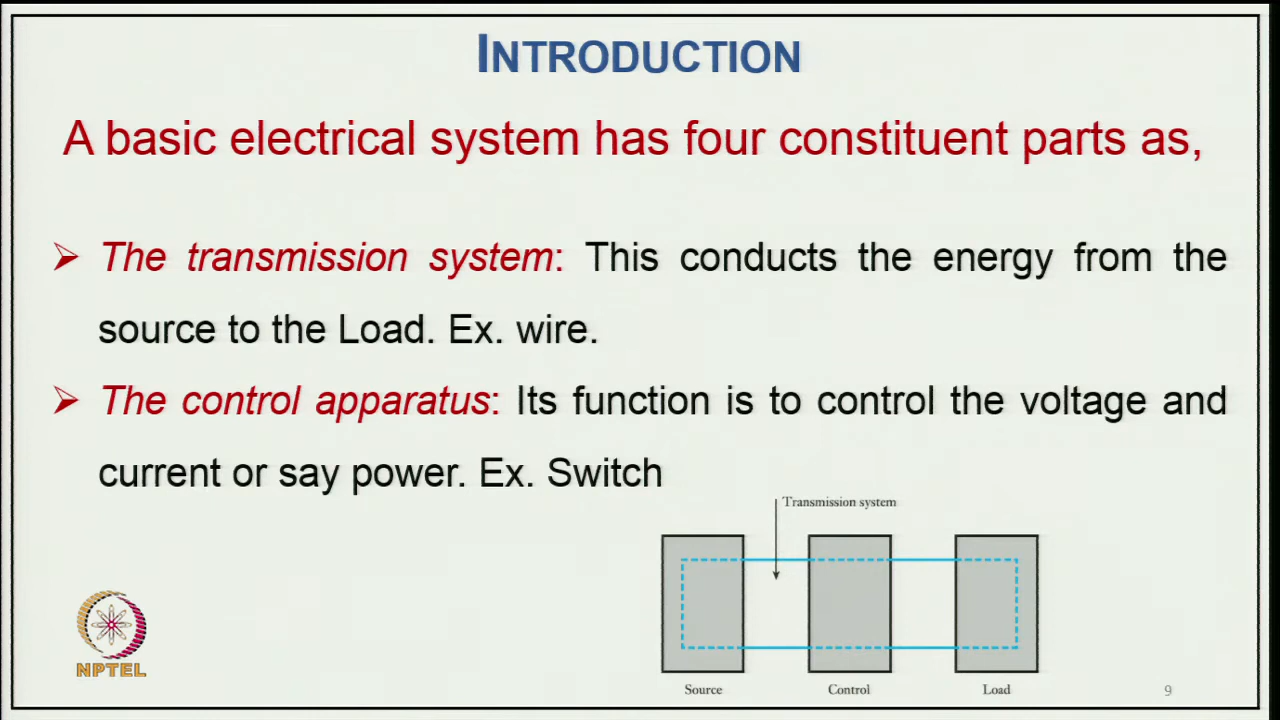 INTRODUCTION
A basic electrical system has four constituent parts as,
➢ The transmission system: This conducts the energy from the
source to the Load. Ex. wire.
➢ The control apparatus: Its function is to control the voltage and
current or say power. Ex. Switch
Transmission system
Source Control Load
NPTEL
9